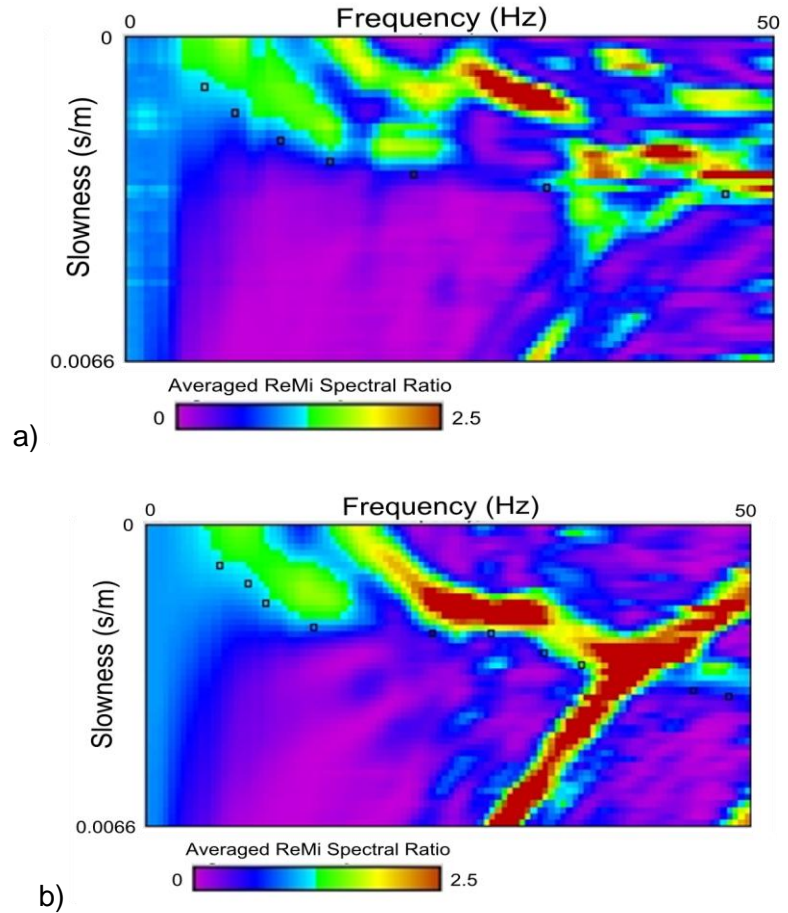 Frequency (Hz)
0 50
0
Slowness (s/m)
0.0066
Averaged ReMi Spectral Ratio
0 2.5
a)
Frequency (Hz)
0 50
0
Slowness (s/m)
0.0066
Averaged ReMi Spectral Ratio
0 2.5
b)